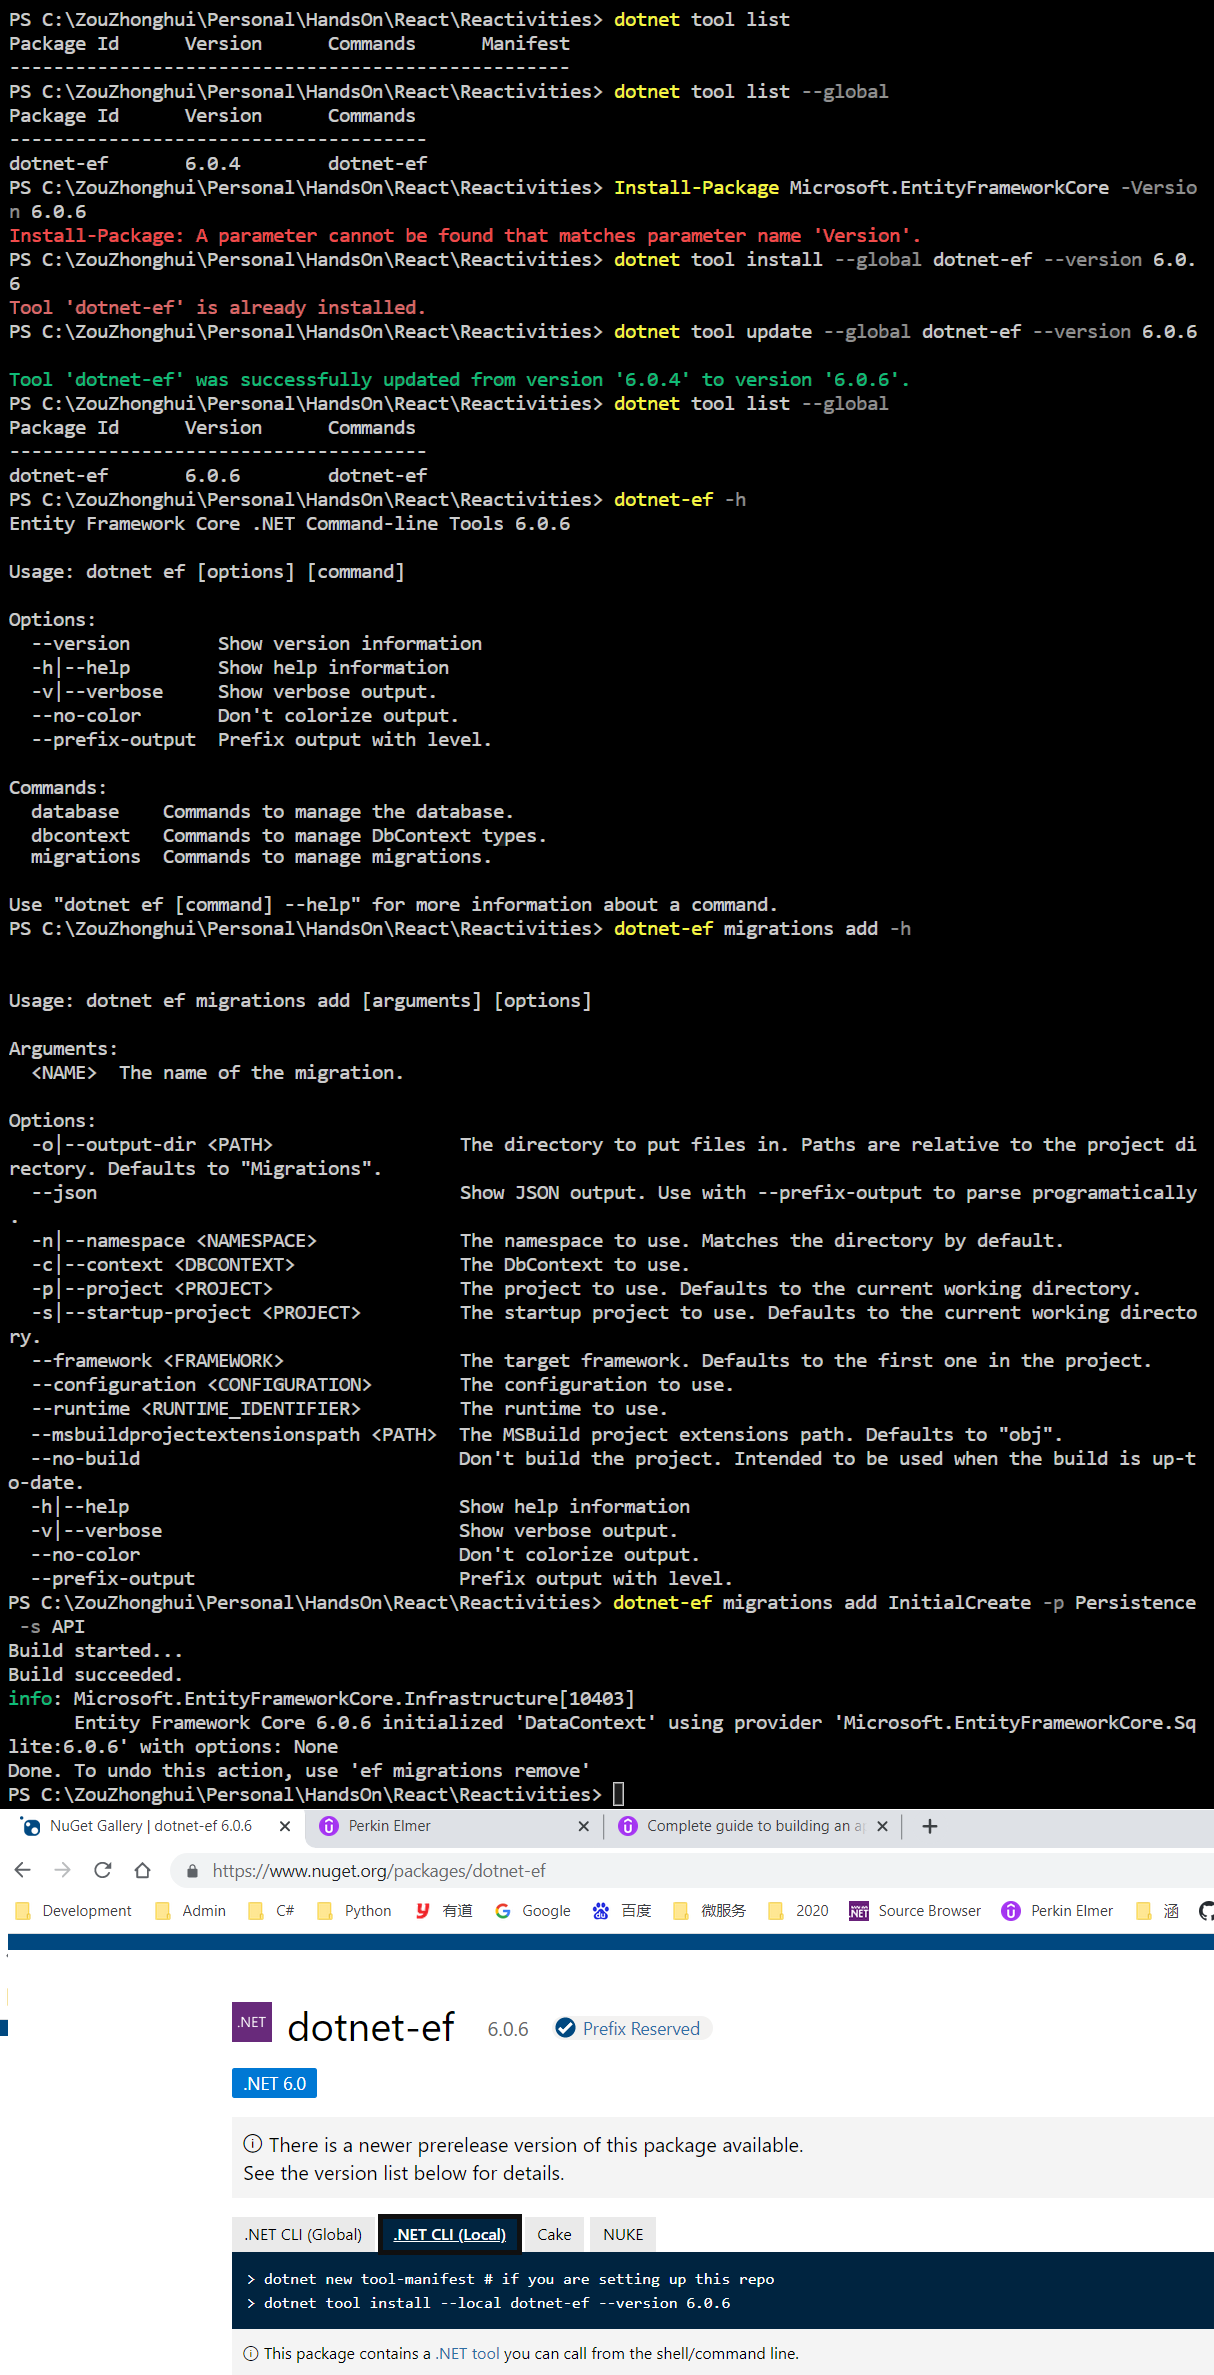 PS C:\ZouZhonghui\Personal\HandsOn\React\Reactivities> dotnet tool list
Package Id      Version      Commands      Manifest
---------------------------------------------------
PS C:\ZouZhonghui\Personal\HandsOn\React\Reactivities> dotnet tool list --global
Package Id      Version      Commands
--------------------------------------
dotnet-ef       6.0.4        dotnet-ef
PS C:\ZouZhonghui\Personal\HandsOn\React\Reactivities> Install-Package Microsoft.EntityFrameworkCore -Versio
n 6.0.6
Install-Package: A parameter cannot be found that matches parameter name 'Version'.
PS C:\ZouZhonghui\Personal\HandsOn\React\Reactivities> dotnet tool install --global dotnet-ef --version 6.0.
6
Tool 'dotnet-ef' is already installed.
PS C:\ZouZhonghui\Personal\HandsOn\React\Reactivities> dotnet tool update --global dotnet-ef --version 6.0.6
Tool 'dotnet-ef' was successfully updated from version '6.0.4' to version '6.0.6'.
PS C:\ZouZhonghui\Personal\HandsOn\React\Reactivities> dotnet tool list --global
Package Id      Version      Commands
--------------------------------------
dotnet-ef       6.0.6        dotnet-ef
PS C:\ZouZhonghui\Personal\HandsOn\React\Reactivities> dotnet-ef -h
Entity Framework Core .NET Command-line Tools 6.0.6
Usage: dotnet ef [options] [command]
Options:
  --version        Show version information
  -h|--help        Show help information
  -v|--verbose     Show verbose output.
  --no-color       Don't colorize output.
  --prefix-output  Prefix output with level.
Commands:
  database    Commands to manage the database.
  dbcontext   Commands to manage DbContext types.
  migrations  Commands to manage migrations.
Use "dotnet ef [command] --help" for more information about a command.
PS C:\ZouZhonghui\Personal\HandsOn\React\Reactivities> dotnet-ef migrations add -h
Usage: dotnet ef migrations add [arguments] [options]
Arguments:
  <NAME>  The name of the migration.
Options:
  -o|--output-dir <PATH>                 The directory to put files in. Paths are relative to the project di
rectory. Defaults to "Migrations".
  --json                                 Show JSON output. Use with --prefix-output to parse programatically
.
  -n|--namespace <NAMESPACE>             The namespace to use. Matches the directory by default.
  -c|--context <DBCONTEXT>               The DbContext to use.
  -p|--project <PROJECT>                 The project to use. Defaults to the current working directory.
  -s|--startup-project <PROJECT>         The startup project to use. Defaults to the current working directo
ry.
  --framework <FRAMEWORK>                The target framework. Defaults to the first one in the project.
  --configuration <CONFIGURATION>        The configuration to use.
  --runtime <RUNTIME_IDENTIFIER>         The runtime to use.
  --msbuildprojectextensionspath <PATH>  The MSBuild project extensions path. Defaults to "obj".
  --no-build                             Don't build the project. Intended to be used when the build is up-t
o-date.
  -h|--help                              Show help information
  -v|--verbose                           Show verbose output.
  --no-color                             Don't colorize output.
  --prefix-output                        Prefix output with level.
PS C:\ZouZhonghui\Personal\HandsOn\React\Reactivities> dotnet-ef migrations add InitialCreate -p Persistence
 -s API
Build started...
Build succeeded.
info: Microsoft.EntityFrameworkCore.Infrastructure[10403]
      Entity Framework Core 6.0.6 initialized 'DataContext' using provider 'Microsoft.EntityFrameworkCore.Sq
lite:6.0.6' with options: None
Done. To undo this action, use 'ef migrations remove'
PS C:\ZouZhonghui\Personal\HandsOn\React\Reactivities>
NuGet Gallery | dotnet-ef 6.0.6   Perkin Elmer   Complete guide to building an
https://www.nuget.org/packages/dotnet-ef
Development   Admin   C#   Python   有道   Google   百度   微服务   2020   Source Browser   Perkin Elmer   涵
.NET dotnet-ef 6.0.6 Prefix Reserved
.NET 6.0
There is a newer prerelease version of this package available.
See the version list below for details.
.NET CLI (Global)   .NET CLI (Local)   Cake   NUKE
> dotnet new tool-manifest # if you are setting up this repo
> dotnet tool install --local dotnet-ef --version 6.0.6
This package contains a .NET tool you can call from the shell/command line.